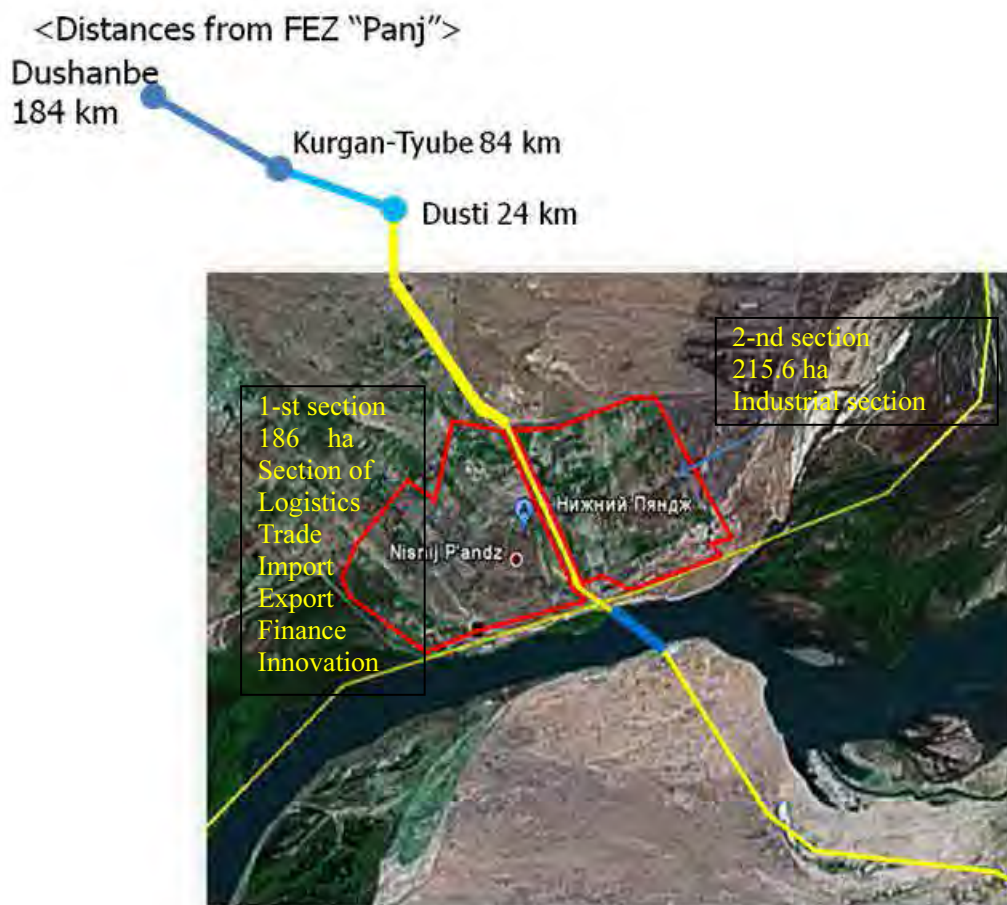 <Distances from FEZ “Panj”>
Dushanbe
184 km
Kurgan-Tyube 84 km
Dusti 24 km
2-nd section
215.6 ha
Industrial section
1-st section
186 ha
Section of
Logistics
Trade
Import
Export
Finance
Innovation
A
Нижний Пяндж
Nisnij P'andz